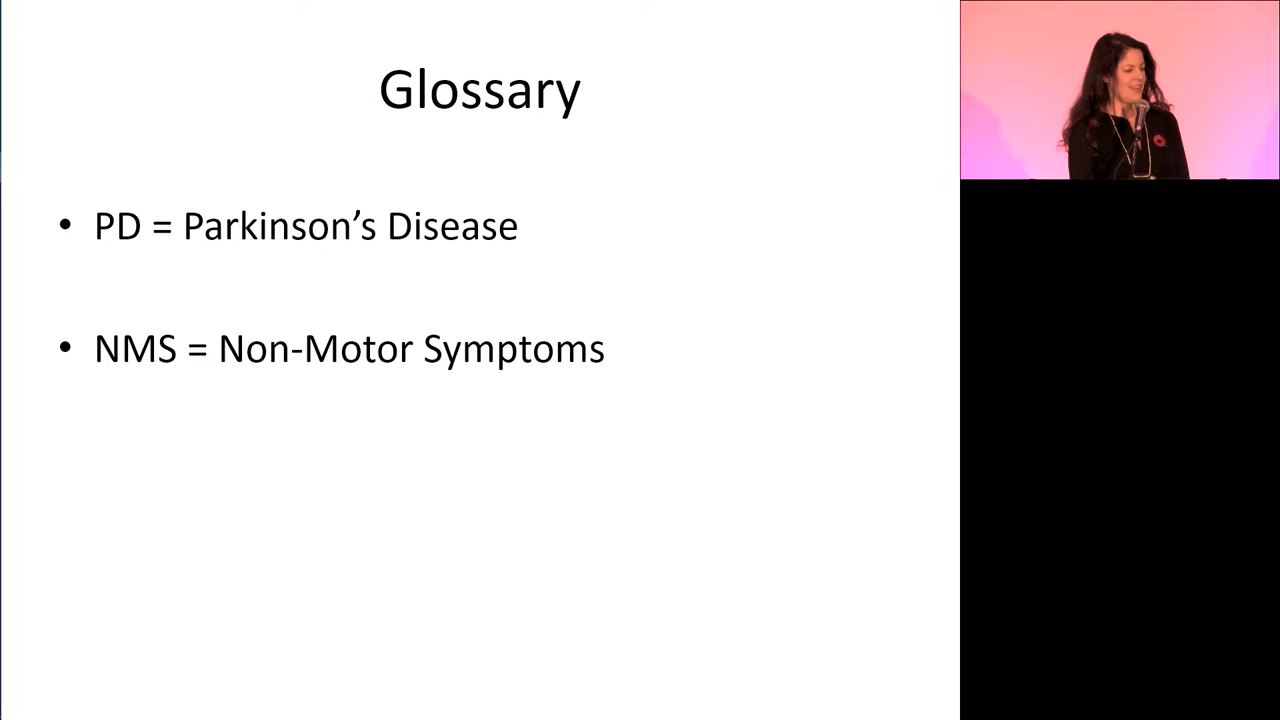 Glossary
• PD = Parkinson’s Disease
• NMS = Non-Motor Symptoms